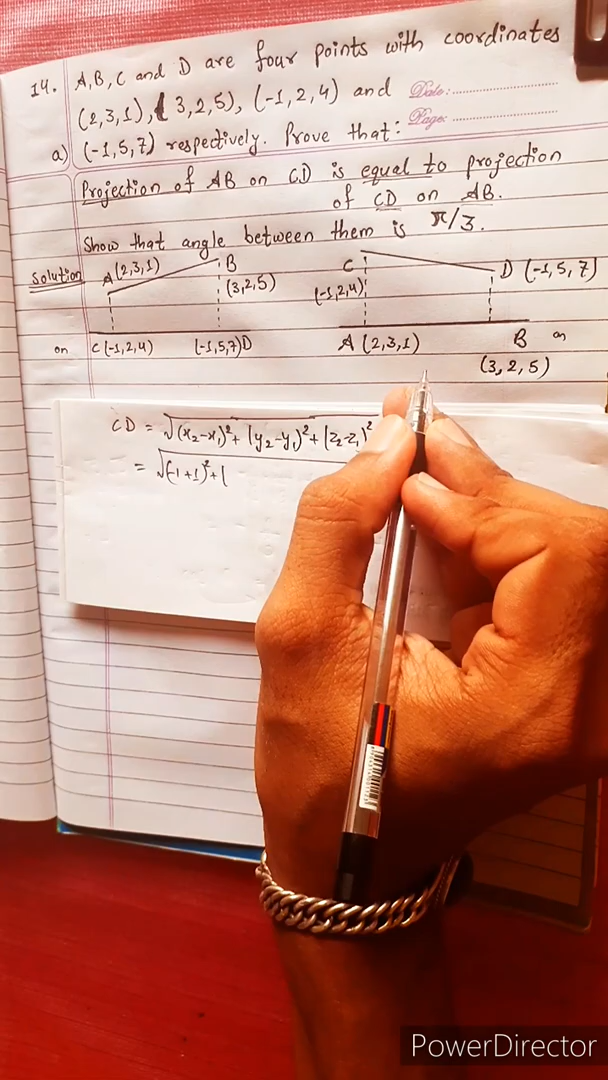 14. A, B, C and D are four points with coordinates
(2,3,1), (3,2,5), (-1,2,4) and
Date:
Page:
a) (-1,5,7) respectively. Prove that:
Projection of AB on CD is equal to projection
of CD on AB.
Show that angle between them is π/3.
Solution
A(2,3,1) B
(3,2,5)
C D (-1,5,7)
(-1,2,4)
on C(-1,2,4) (-1,5,7)D
A (2,3,1) B on
(3,2,5)
CD = √(x₂-x₁)²+(y₂-y₁)²+(z₂-z₁)²
= √(-1+1)²+(
PowerDirector